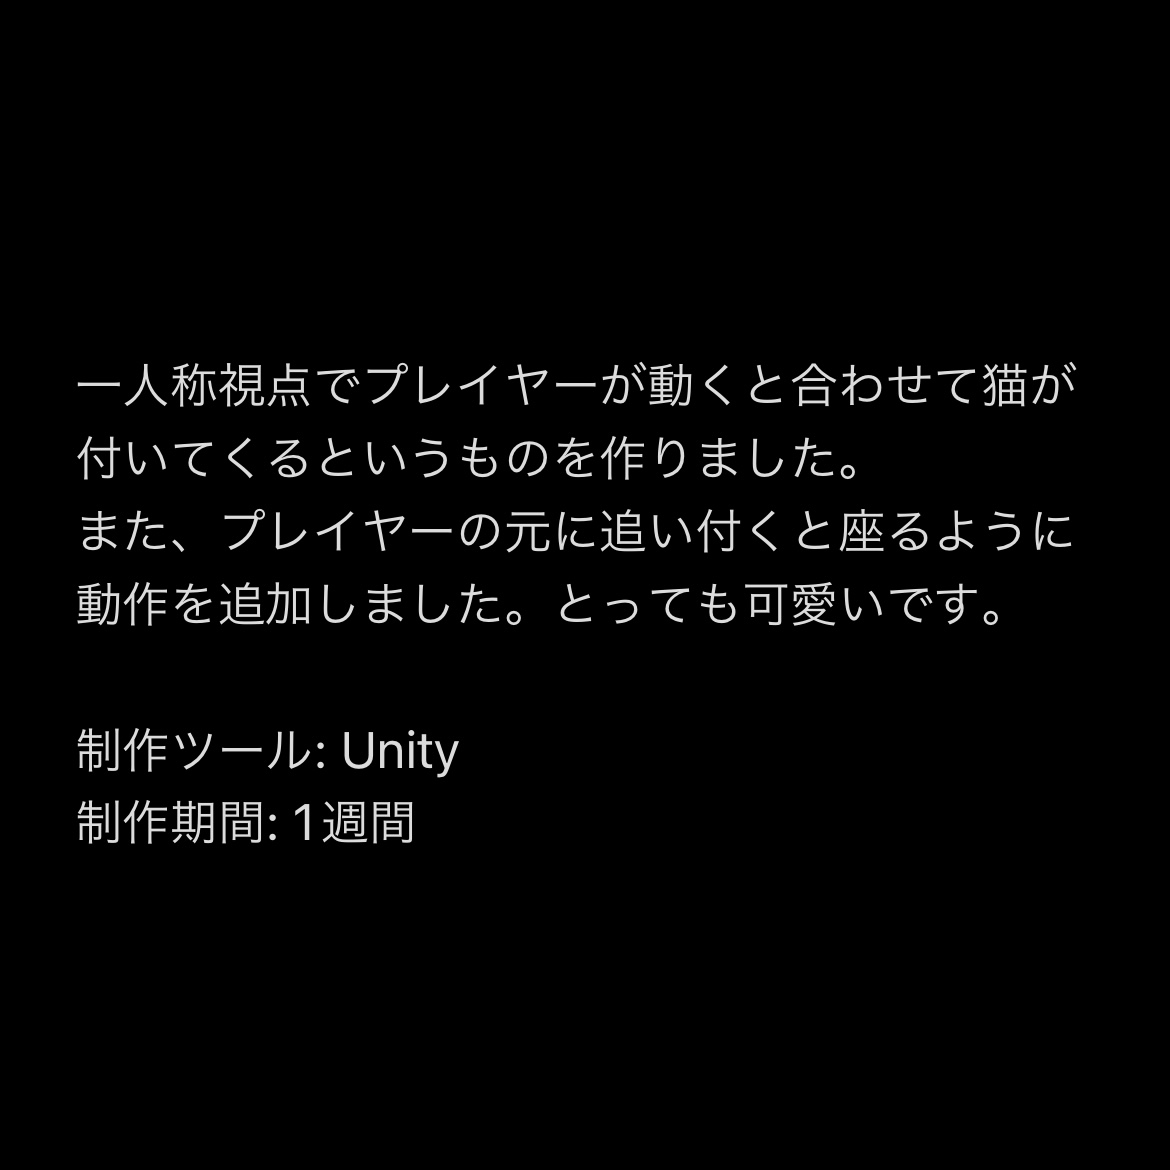 一人称視点でプレイヤーが動くと合わせて猫が
付いてくるというものを作りました。
また、プレイヤーの元に追い付くと座るように
動作を追加しました。とっても可愛いです。
制作ツール: Unity
制作期間: 1週間